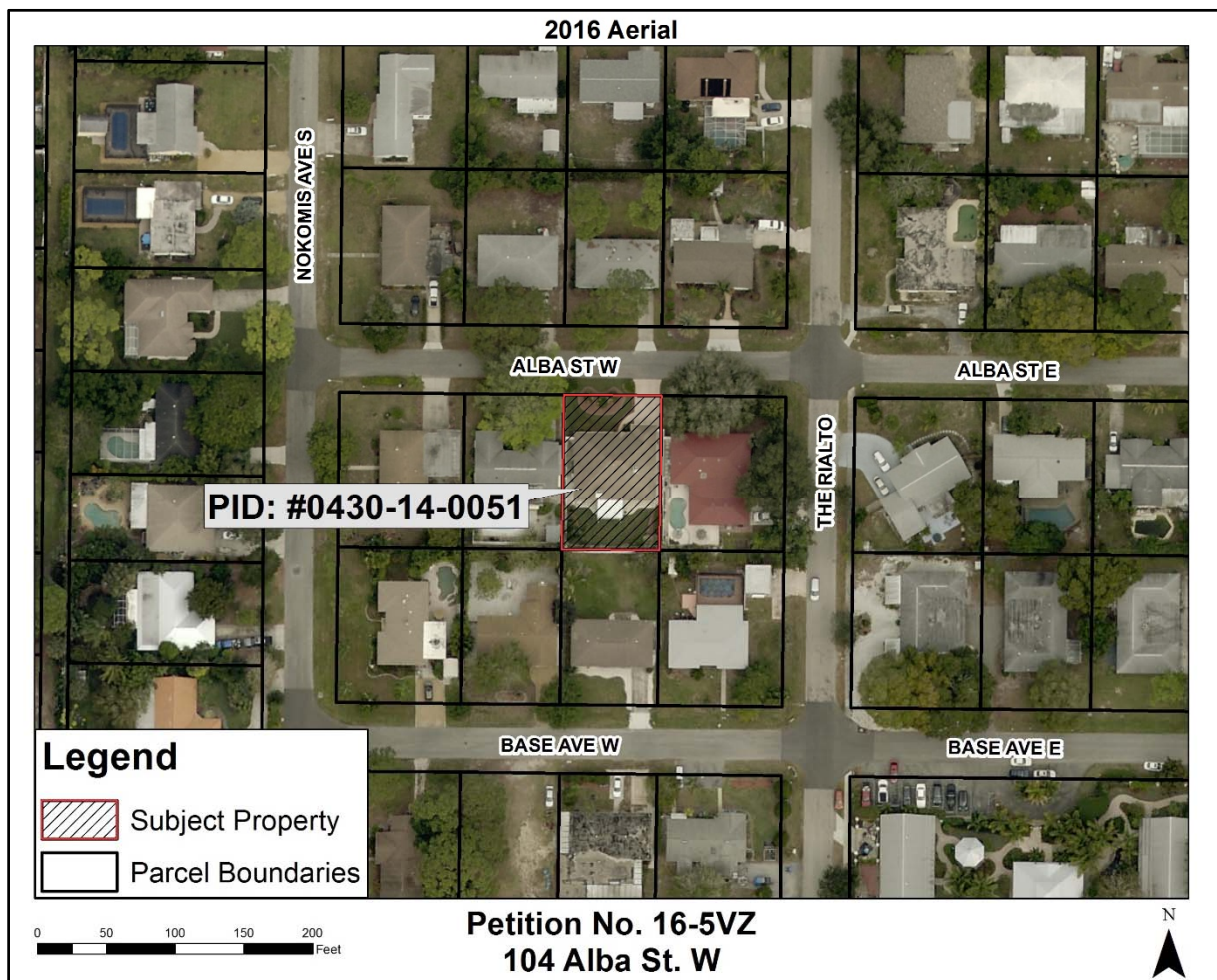 2016 Aerial
NOKOMIS AVE S
ALBA ST W
ALBA ST E
THE RIALTO
PID: #0430-14-0051
BASE AVE W
BASE AVE E
Legend
Subject Property
Parcel Boundaries
0 50 100 150 200
Feet
Petition No. 16-5VZ
104 Alba St. W
N